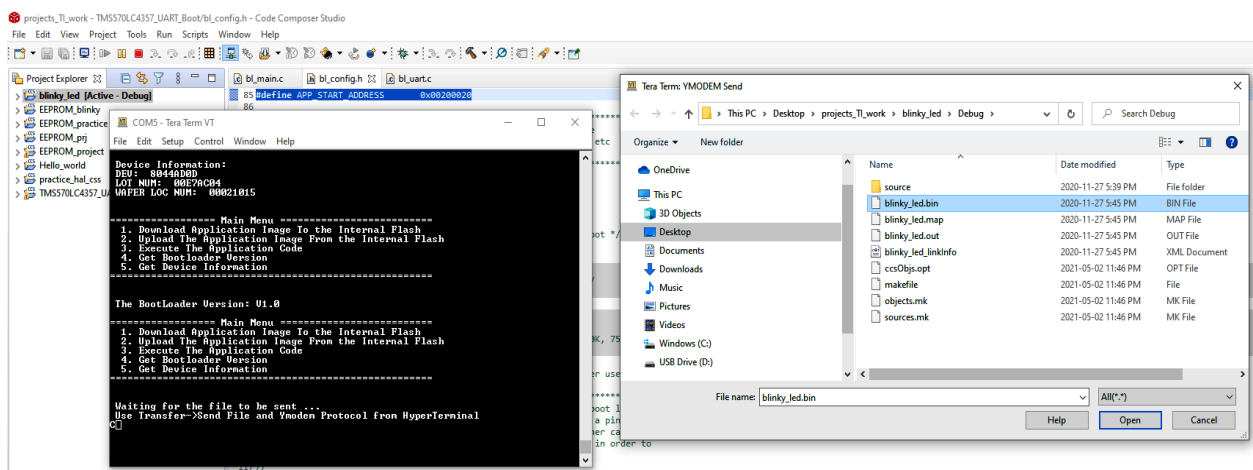 projects_TI_work - TMS570LC4357_UART_Boot/bl_config.h - Code Composer Studio
File Edit View Project Tools Run Scripts Window Help
Project Explorer
blinky_led [Active - Debug]
EEPROM_blinky
EEPROM_practice
EEPROM_prj
EEPROM_project
Hello_world
practice_hal_css
TMS570LC4357_U
bl_main.c bl_config.h bl_uart.c
85 #define APP_START_ADDRESS 0x00200020
86
etc
oot */
0K, 75
er use
oot l
a pin
er ca
in order to
COM5 - Tera Term VT
File Edit Setup Control Window Help
Device Information:
DEV: 8044AD0D
LOT NUM: 00E7AC04
WAFER LOC NUM: 00021015
================= Main Menu =========================
1. Download Application Image To the Internal Flash
2. Upload The Application Image From the Internal Flash
3. Execute The Application Code
4. Get Bootloader Version
5. Get Device Information
=====================================================
The BootLoader Version: V1.0
================= Main Menu =========================
1. Download Application Image To the Internal Flash
2. Upload The Application Image From the Internal Flash
3. Execute The Application Code
4. Get Bootloader Version
5. Get Device Information
=====================================================
Waiting for the file to be sent ...
Use Transfer->Send File and Ymodem Protocol from HyperTerminal
C
Tera Term: YMODEM Send
This PC > Desktop > projects_TI_work > blinky_led > Debug >
Search Debug
Organize New folder
OneDrive
This PC
3D Objects
Desktop
Documents
Downloads
Music
Pictures
Videos
Windows (C:)
USB Drive (D:)
Name Date modified Type
source 2020-11-27 5:39 PM File folder
blinky_led.bin 2020-11-27 5:45 PM BIN File
blinky_led.map 2020-11-27 5:45 PM MAP File
blinky_led.out 2020-11-27 5:45 PM OUT File
blinky_led_linkInfo 2020-11-27 5:45 PM XML Document
ccsObjs.opt 2021-05-02 11:46 PM OPT File
makefile 2021-05-02 11:46 PM File
objects.mk 2021-05-02 11:46 PM MK File
sources.mk 2021-05-02 11:46 PM MK File
File name: blinky_led.bin All(*.*)
Help Open Cancel